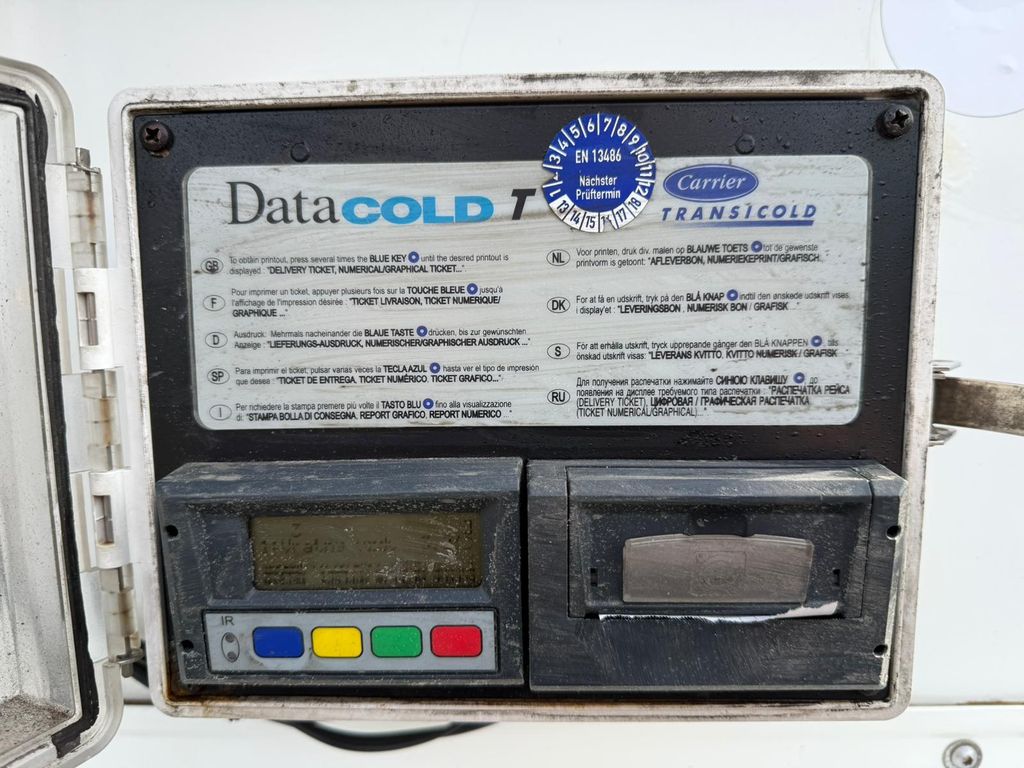 DataCOLD T
1 2 3 4 5 6 7 8 9 10 11 12
EN 13486
Nächster
Prüftermin
13 14 15 17 18
Carrier
TRANSICOLD
GB To obtain printout, press several times the BLUE KEY until the desired printout is
displayed : "DELIVERY TICKET, NUMERICAL/GRAPHICAL TICKET..."
F Pour imprimer un ticket, appuyer plusieurs fois sur la TOUCHE BLEUE jusqu'à
l'affichage de l'impression désirée : "TICKET LIVRAISON, TICKET NUMERIQUE/
GRAPHIQUE ..."
D Ausdruck: Mehrmals nacheinander die BLAUE TASTE drücken, bis zur gewünschten
Anzeige : "LIEFERUNGS-AUSDRUCK, NUMERISCHER/GRAPHISCHER AUSDRUCK ..."
SP Para imprimir el ticket, pulsar varias veces la TECLA AZUL hasta ver el tipo de impresión
que desea : "TICKET DE ENTREGA, TICKET NUMÉRICO, TICKET GRAFICO..."
I Per richiedere la stampa premere più volte il TASTO BLU fino alla visualizzazione
di: "STAMPA BOLLA DI CONSEGNA, REPORT GRAFICO, REPORT NUMERICO ..."
NL Voor printen, druk div. malen op BLAUWE TOETS tot de gewenste
printvorm is getoont: "AFLEVERBON, NUMERIEKEPRINT/GRAFISCH...
DK For at få en udskrift, tryk på den BLÅ KNAP indtil den ønskede udskrift vises
i display'et : "LEVERINGSBON , NUMERISK BON / GRAFISK ...
S För att erhålla utskrift, tryck upprepande gånger den BLÅ KNAPPEN tills
önskad utskrift visas: "LEVERANS KVITTO, KVITTO NUMERISK / GRAFISK
RU Для получения распечатки нажимайте СИНЮЮ КЛАВИШУ до
появления на дисплее требуемого типа распечатки : "РАСПЕЧАТКА РЕЙСА
(DELIVERY TICKET), ЦИФРОВАЯ / ГРАФИЧЕСКАЯ РАСПЕЧАТКА
(TICKET NUMERICAL/GRAPHICAL)..."
IR